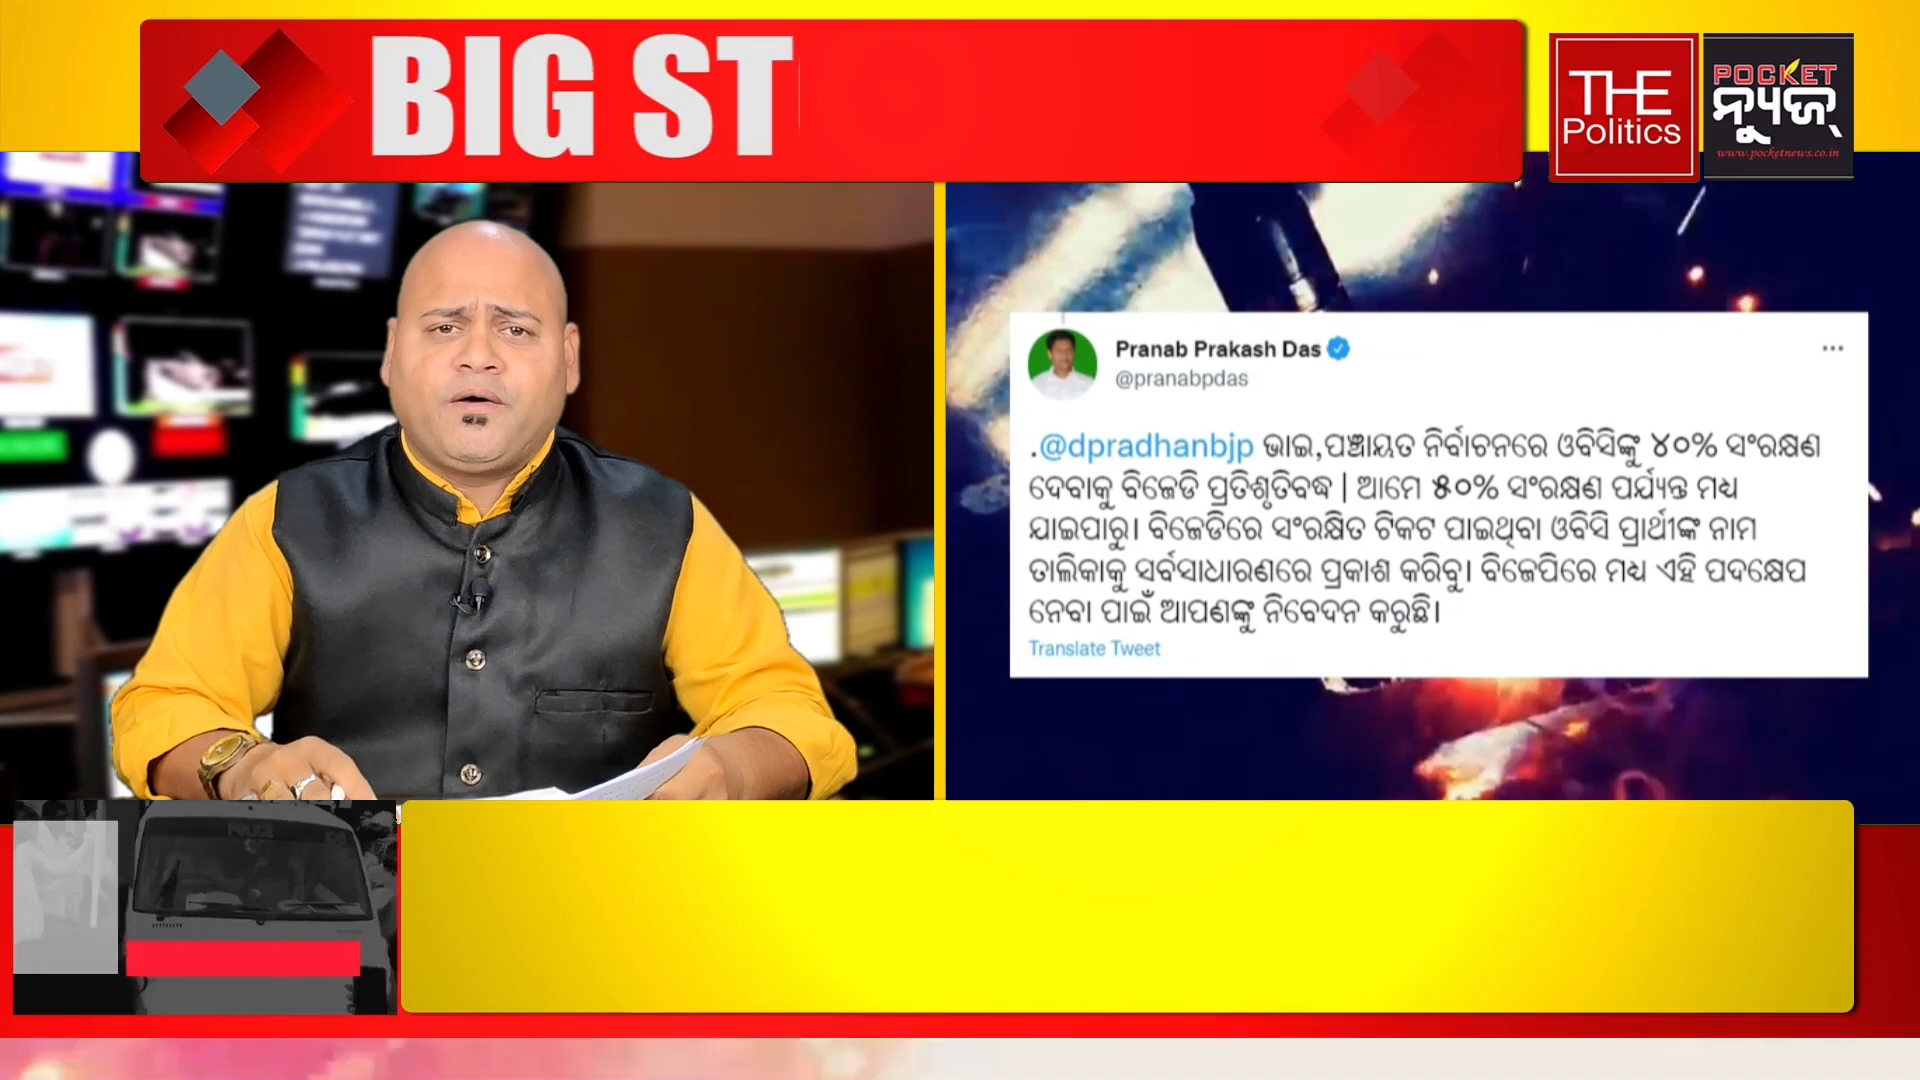 BIG ST
THE
Politics
POCKET
ନ୍ୟୁଜ୍
www.pocketnews.co.in
Pranab Prakash Das
@pranabpdas
.@dpradhanbjp ଭାଇ,ପଞ୍ଚାୟତ ନିର୍ବାଚନରେ ଓବିସିଙ୍କୁ ୪୦% ସଂରକ୍ଷଣ
ଦେବାକୁ ବିଜେଡି ପ୍ରତିଶୃତିବଦ୍ଧ | ଆମେ ୫୦% ସଂରକ୍ଷଣ ପର୍ଯ୍ୟନ୍ତ ମଧ୍ୟ
ଯାଇପାରୁ। ବିଜେଡିରେ ସଂରକ୍ଷିତ ଟିକଟ ପାଇଥିବା ଓବିସି ପ୍ରାର୍ଥୀଙ୍କ ନାମ
ତାଲିକାକୁ ସର୍ବସାଧାରଣରେ ପ୍ରକାଶ କରିବୁ। ବିଜେପିରେ ମଧ୍ୟ ଏହି ପଦକ୍ଷେପ
ନେବା ପାଇଁ ଆପଣଙ୍କୁ ନିବେଦନ କରୁଛି।
Translate Tweet
POLICE